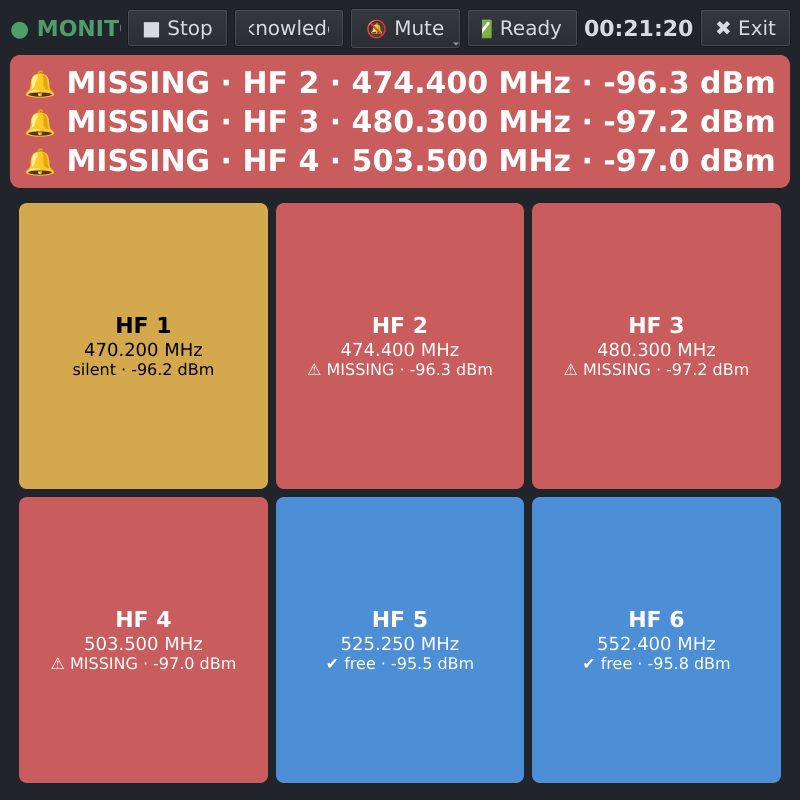 ● MONIT
■ Stop
knowled
🔕 Mute
Ready
00:21:20
✖ Exit
🔔 MISSING · HF 2 · 474.400 MHz · -96.3 dBm
🔔 MISSING · HF 3 · 480.300 MHz · -97.2 dBm
🔔 MISSING · HF 4 · 503.500 MHz · -97.0 dBm
HF 1
470.200 MHz
silent · -96.2 dBm
HF 2
474.400 MHz
⚠ MISSING · -96.3 dBm
HF 3
480.300 MHz
⚠ MISSING · -97.2 dBm
HF 4
503.500 MHz
⚠ MISSING · -97.0 dBm
HF 5
525.250 MHz
✔ free · -95.5 dBm
HF 6
552.400 MHz
✔ free · -95.8 dBm